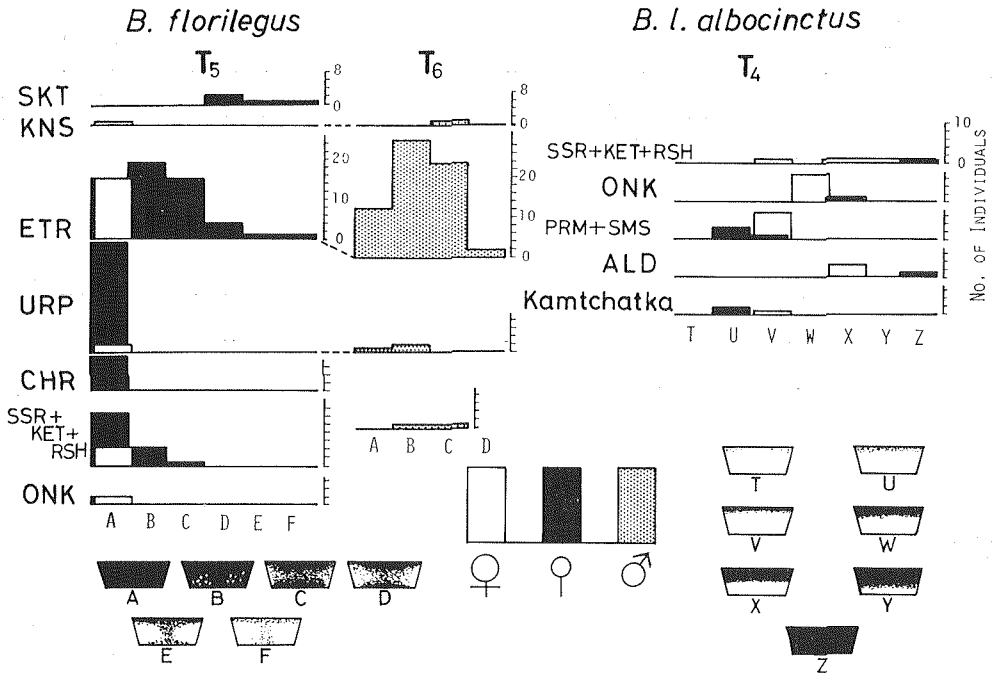 B. florilegus
B. l. albocinctus
T5
T6
T4
SKT
8
0
8
0
KNS
ETR
20
10
0
20
10
0
URP
CHR
SSR+
KET+
RSH
ONK
A B C D E F
A B C D
SSR+KET+RSH
10
0
ONK
PRM+SMS
ALD
Kamtchatka
T U V W X Y Z
No. OF INDIVIDUALS
A B C D
E F
♀ ⚲ ♂
T U
V W
X Y
Z